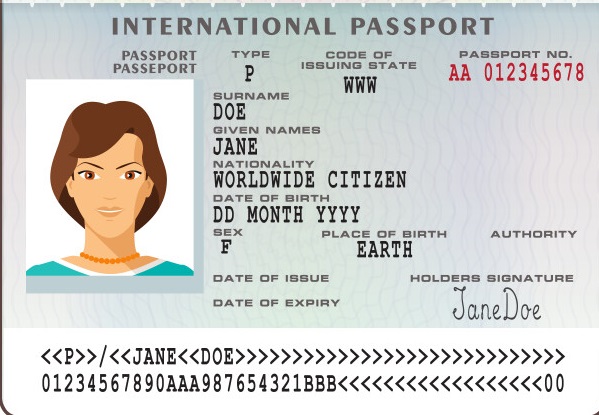 INTERNATIONAL PASSPORT
PASSPORT
PASSEPORT
TYPE
P
CODE OF
ISSUING STATE
WWW
PASSPORT NO.
AA 012345678
SURNAME
DOE
GIVEN NAMES
JANE
NATIONALITY
WORLDWIDE CITIZEN
DATE OF BIRTH
DD MONTH YYYY
SEX
F
PLACE OF BIRTH
EARTH
AUTHORITY
DATE OF ISSUE
DATE OF EXPIRY
HOLDERS SIGNATURE
JaneDoe
<<P>>/<<JANE<<DOE>>>>>>>>>>>>>>>>>>>>>>>>>>>>>
01234567890AAA987654321BBB<<<<<<<<<<<<<<<<<<00